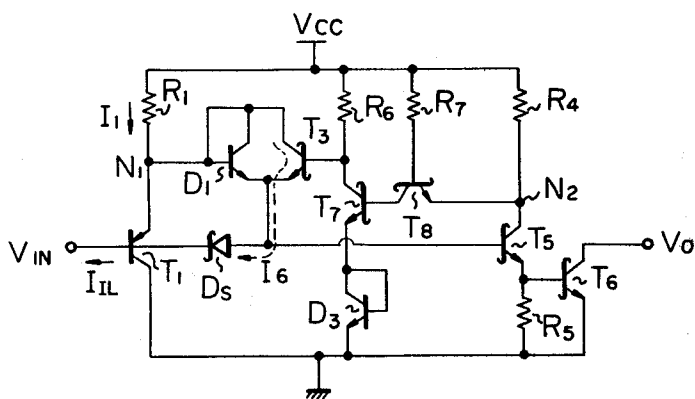 VCC
R1
I1
T3
R6
R7
R4
N1
D1
N2
T7
T8
T5
VIN
IIL
T1
DS
I6
VO
T6
D3
R5